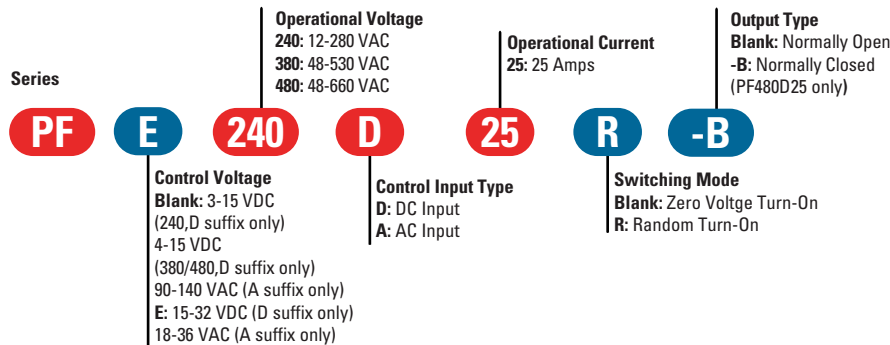 Operational Voltage
240: 12-280 VAC
380: 48-530 VAC
480: 48-660 VAC
Operational Current
25: 25 Amps
Output Type
Blank: Normally Open
-B: Normally Closed
(PF480D25 only)
Series
PF E 240 D 25 R -B
Control Voltage
Blank: 3-15 VDC
(240,D suffix only)
4-15 VDC
(380/480,D suffix only)
90-140 VAC (A suffix only)
E: 15-32 VDC (D suffix only)
18-36 VAC (A suffix only)
Control Input Type
D: DC Input
A: AC Input
Switching Mode
Blank: Zero Voltge Turn-On
R: Random Turn-On